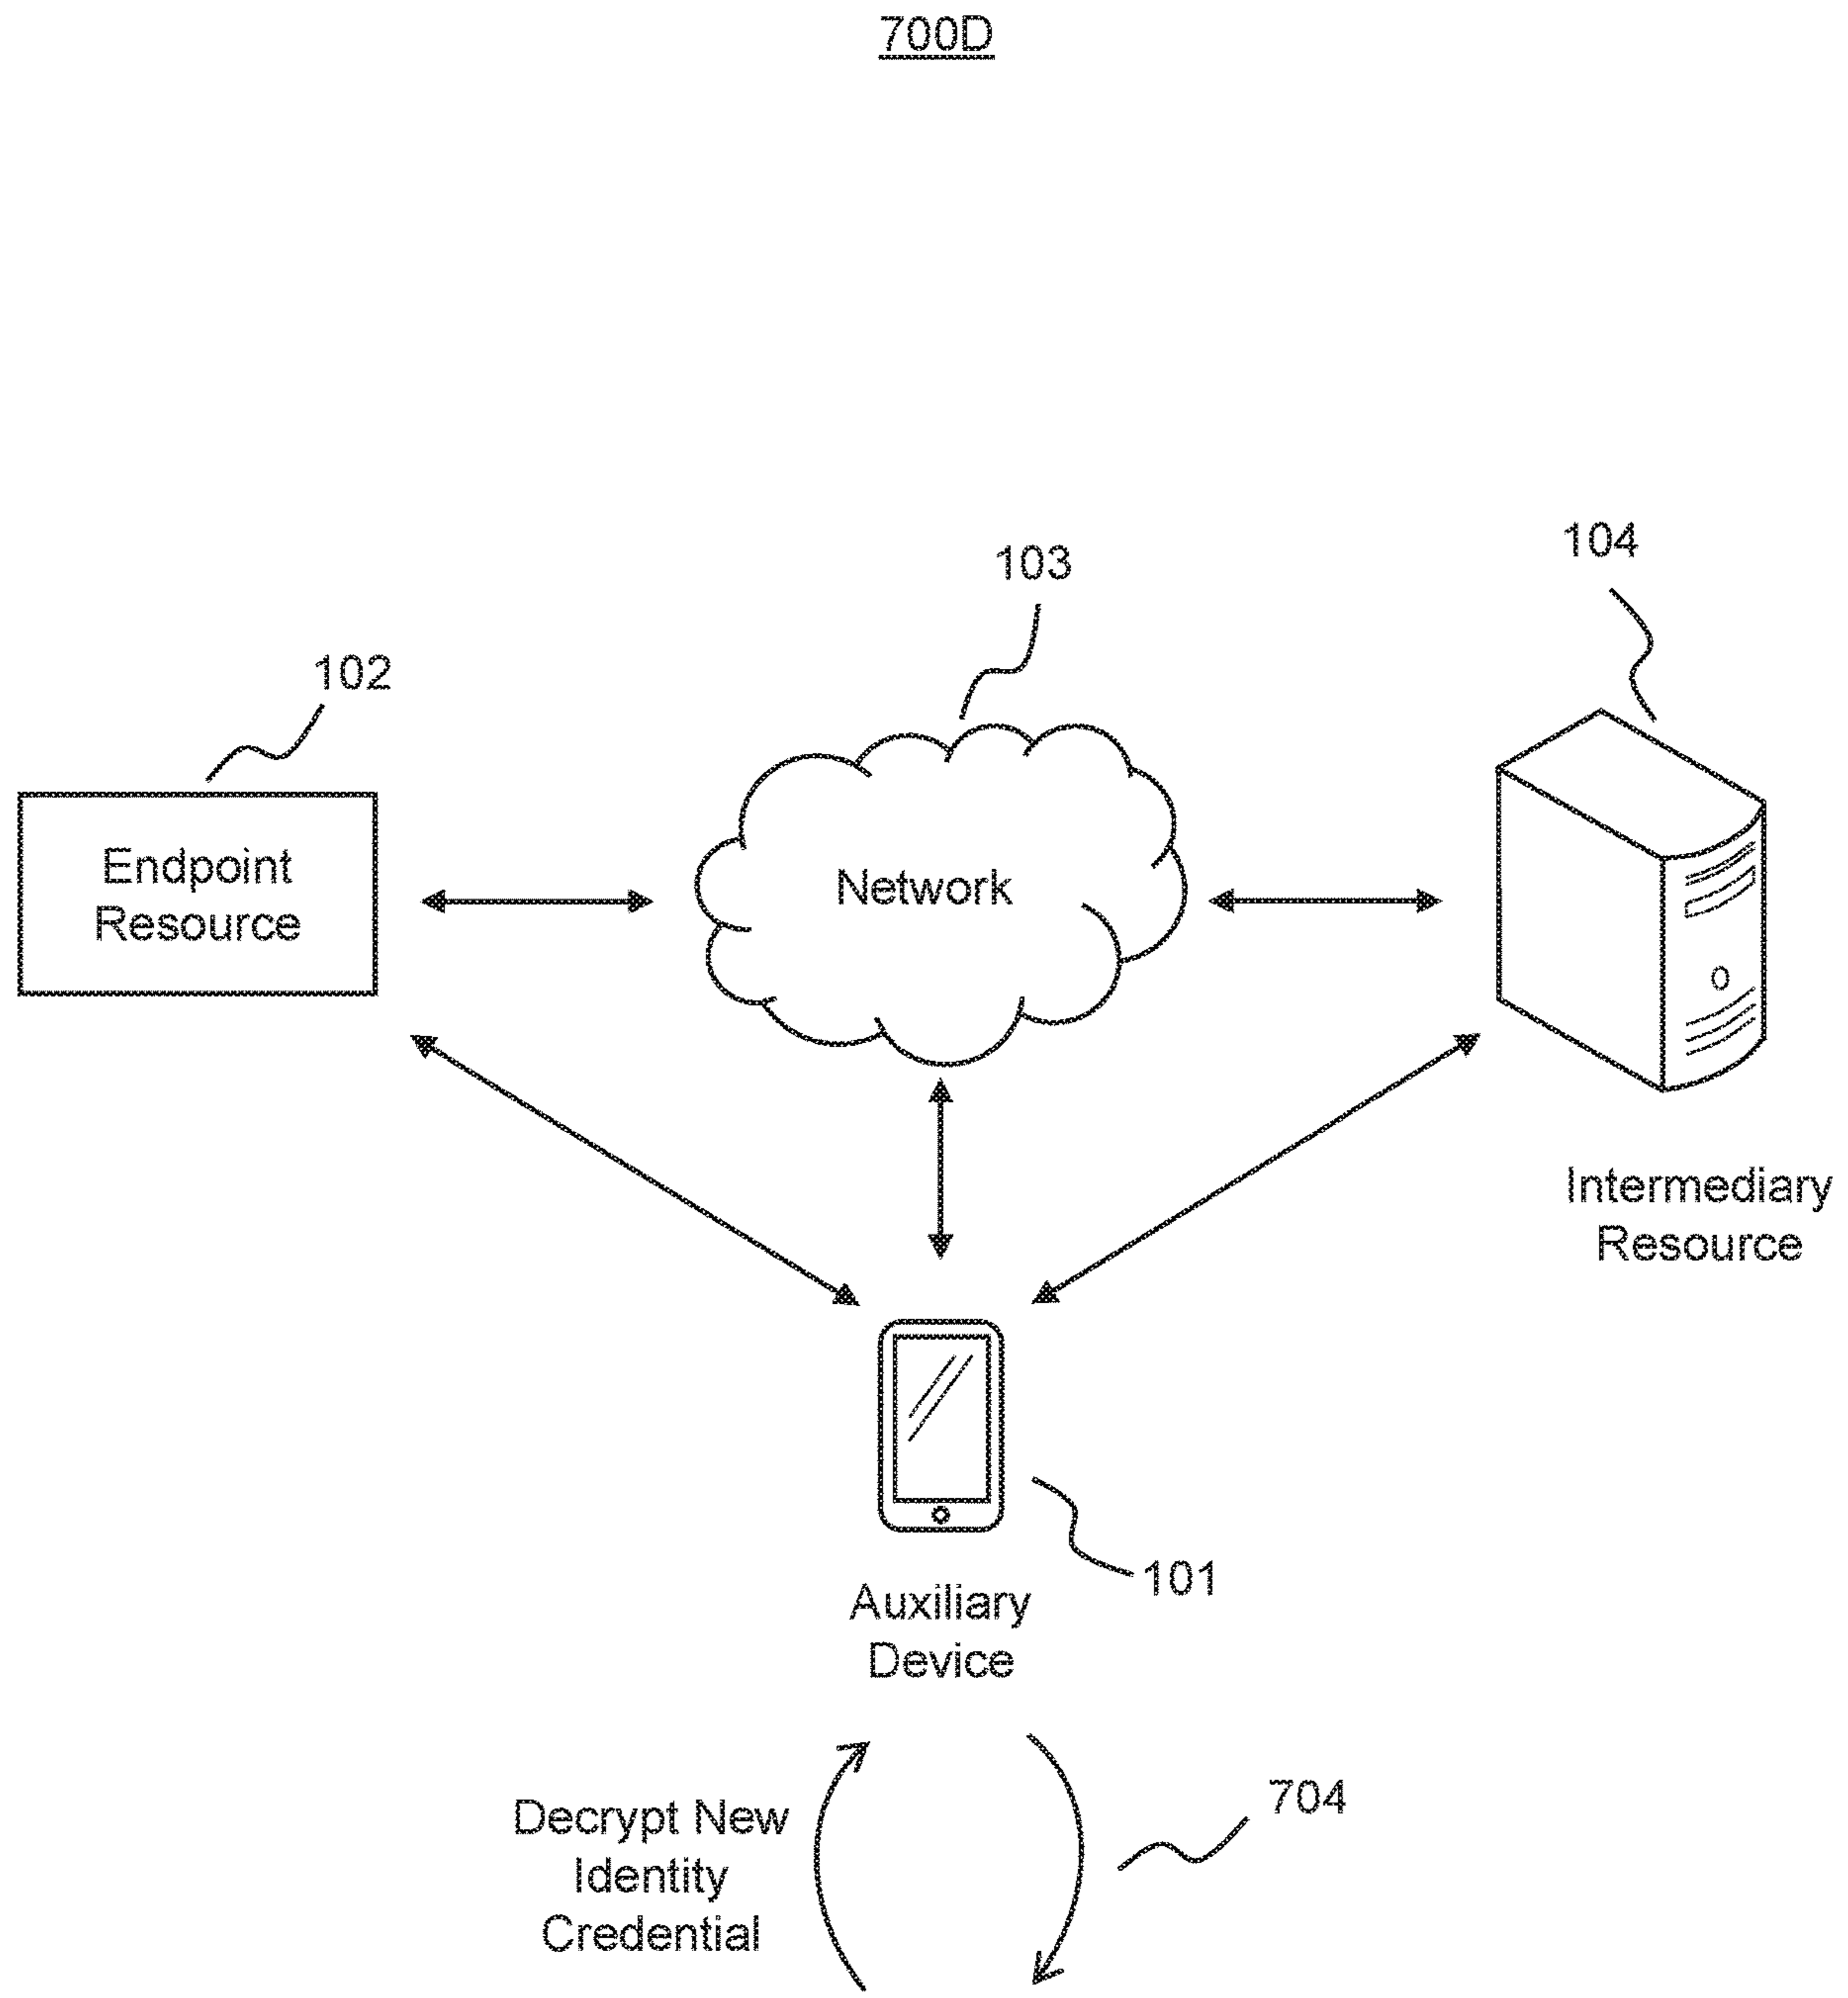 700D
103
104
102
Endpoint
Resource
Network
Intermediary
Resource
101
Auxiliary
Device
704
Decrypt New
Identity
Credential